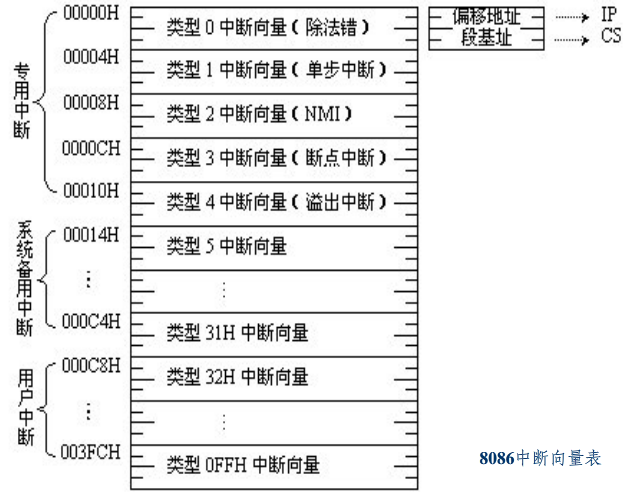 00000H 类型 0 中断向量（除法错） 偏移地址 IP
段基址 CS
00004H 类型 1 中断向量（单步中断）
专用中断
00008H 类型 2 中断向量（NMI）
0000CH 类型 3 中断向量（断点中断）
00010H 类型 4 中断向量（溢出中断）
00014H 类型 5 中断向量
系统备用中断
⋮ ⋮
000C4H 类型 31H 中断向量
000C8H 类型 32H 中断向量
用户中断
⋮ ⋮
003FCH 类型 0FFH 中断向量
8086中断向量表